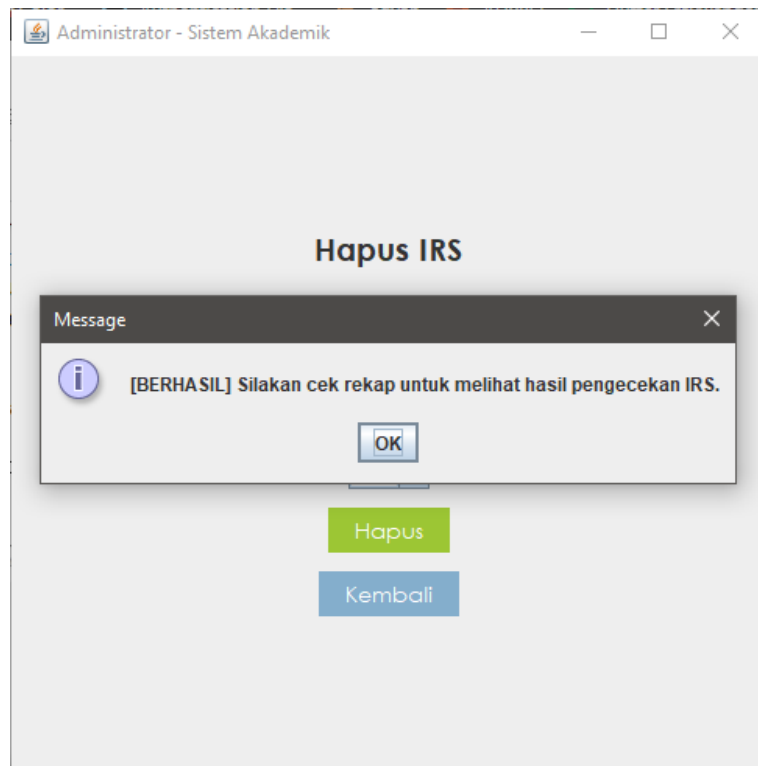 Administrator - Sistem Akademik
Hapus IRS
Message
[BERHASIL] Silakan cek rekap untuk melihat hasil pengecekan IRS.
OK
Hapus
Kembali